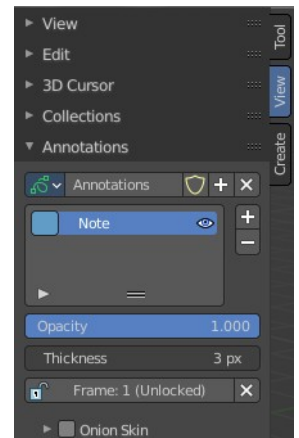 View
Edit
3D Cursor
Collections
Annotations
Annotations
Note
Opacity 1.000
Thickness 3 px
Frame: 1 (Unlocked)
Onion Skin
Tool
View
Create